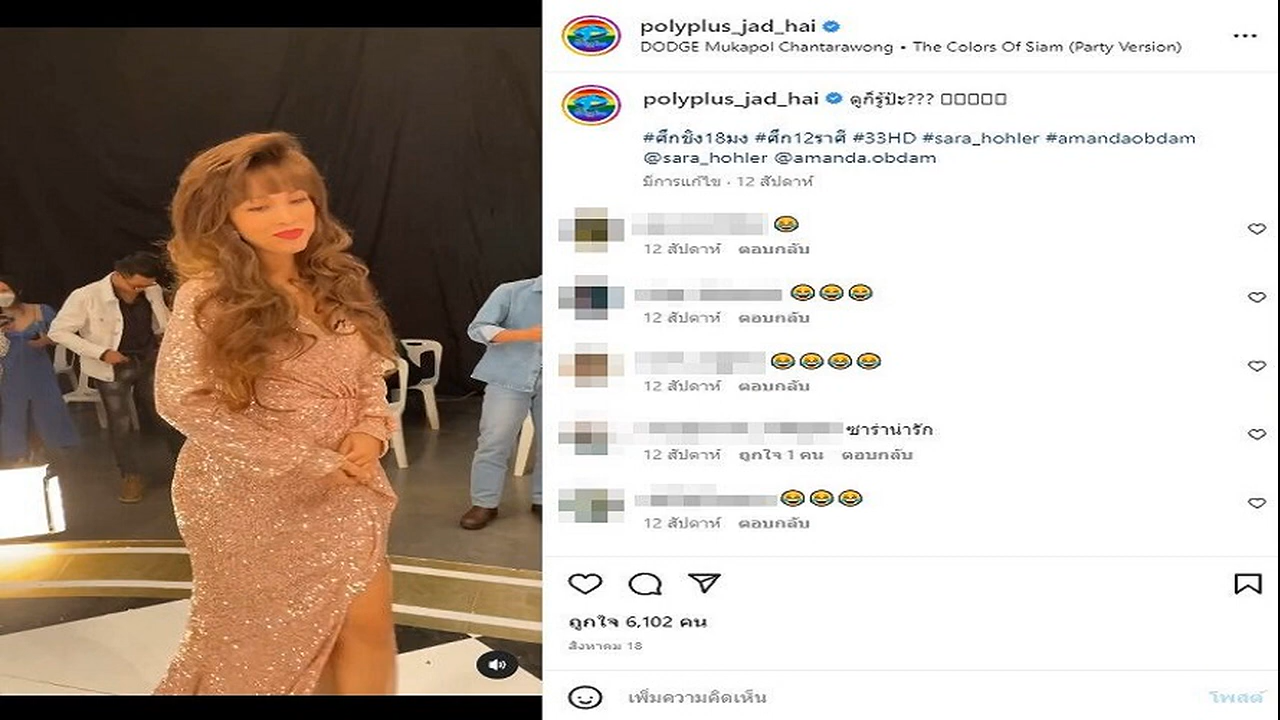 polyplus_jad_hai
DODGE Mukapol Chantarawong • The Colors Of Siam (Party Version)
polyplus_jad_hai ดูก็รู้ป๊ะ???
#ศึกชิง18มง #ศึก12ราศี #33HD #sara_hohler #amandaobdam
@sara_hohler @amanda.obdam
มีการแก้ไข · 12 สัปดาห์
12 สัปดาห์ ตอบกลับ
12 สัปดาห์ ตอบกลับ
12 สัปดาห์ ตอบกลับ
ซาร่าน่ารัก
12 สัปดาห์ ถูกใจ 1 คน ตอบกลับ
12 สัปดาห์ ตอบกลับ
ถูกใจ 6,102 คน
สิงหาคม 18
เพิ่มความคิดเห็น โพสต์